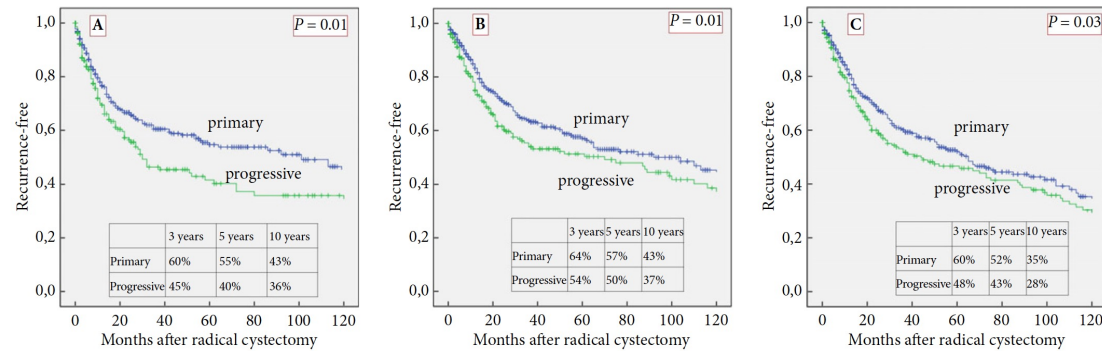 A
P = 0.01
1,0
0,8
0,6
0,4
0,2
0,0
Recurrence-free
primary
progressive
3 years 5 years 10 years
Primary 60% 55% 43%
Progressive 45% 40% 36%
0 20 40 60 80 100 120
Months after radical cystectomy
B
P = 0.01
1,0
0,8
0,6
0,4
0,2
0,0
Recurrence-free
primary
progressive
3 years 5 years 10 years
Primary 64% 57% 43%
Progressive 54% 50% 37%
0 20 40 60 80 100 120
Months after radical cystectomy
C
P = 0.03
1,0
0,8
0,6
0,4
0,2
0,0
Recurrence-free
primary
progressive
3 years 5 years 10 years
Primary 60% 52% 35%
Progressive 48% 43% 28%
0 20 40 60 80 100 120
Months after radical cystectomy